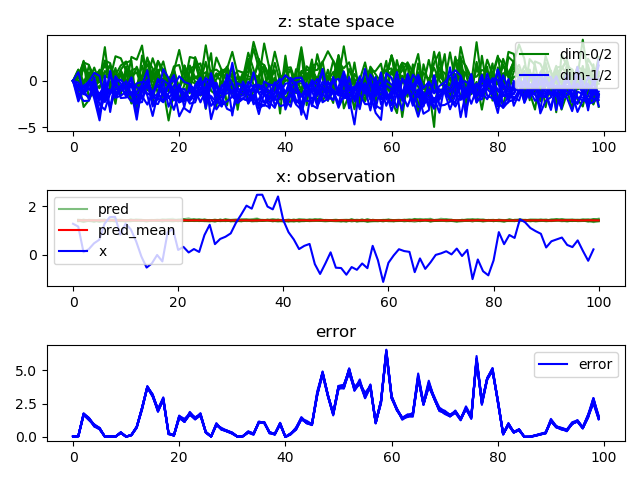 z: state space
0
−5
dim-0/2
dim-1/2
0 20 40 60 80 100
x: observation
2
0
pred
pred_mean
x
0 20 40 60 80 100
error
5.0
2.5
0.0
error
0 20 40 60 80 100